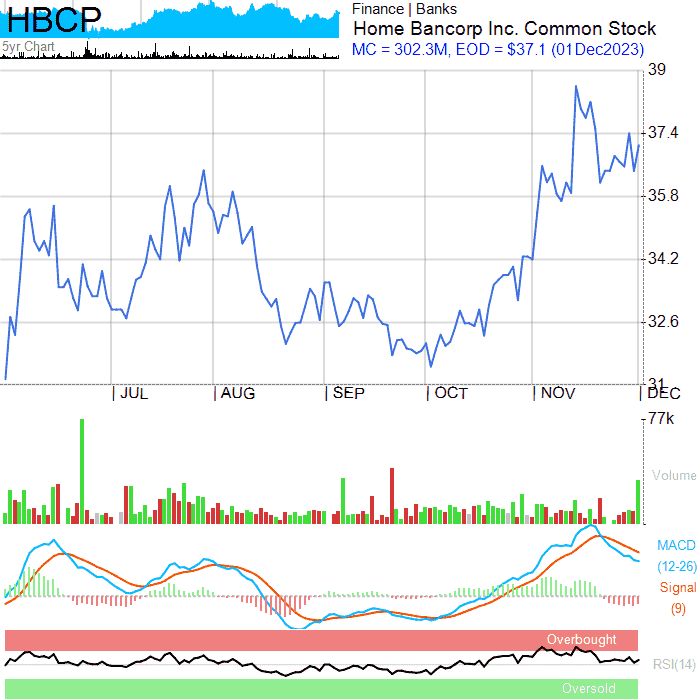 HBCP
5yr Chart
Finance | Banks
Home Bancorp Inc. Common Stock
MC = 302.3M, EOD = $37.1 (01Dec2023)
39
37.4
35.8
34.2
32.6
31
JUL AUG SEP OCT NOV DEC
77k
Volume
MACD
(12-26)
Signal
(9)
Overbought
RSI(14)
Oversold